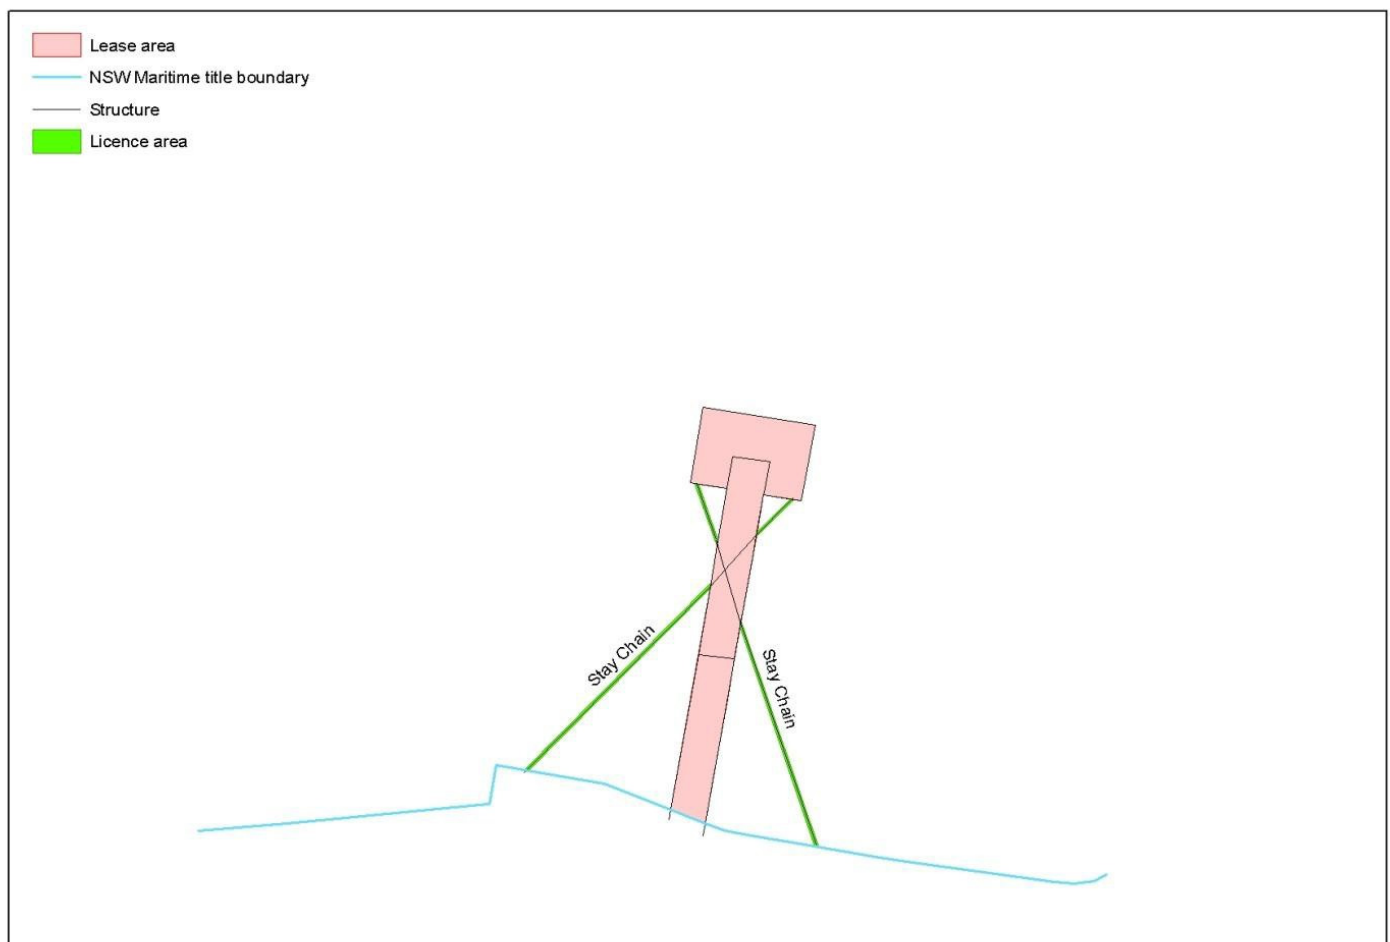 Lease area
NSW Maritime title boundary
Structure
Licence area
Stay Chain
Stay Chain